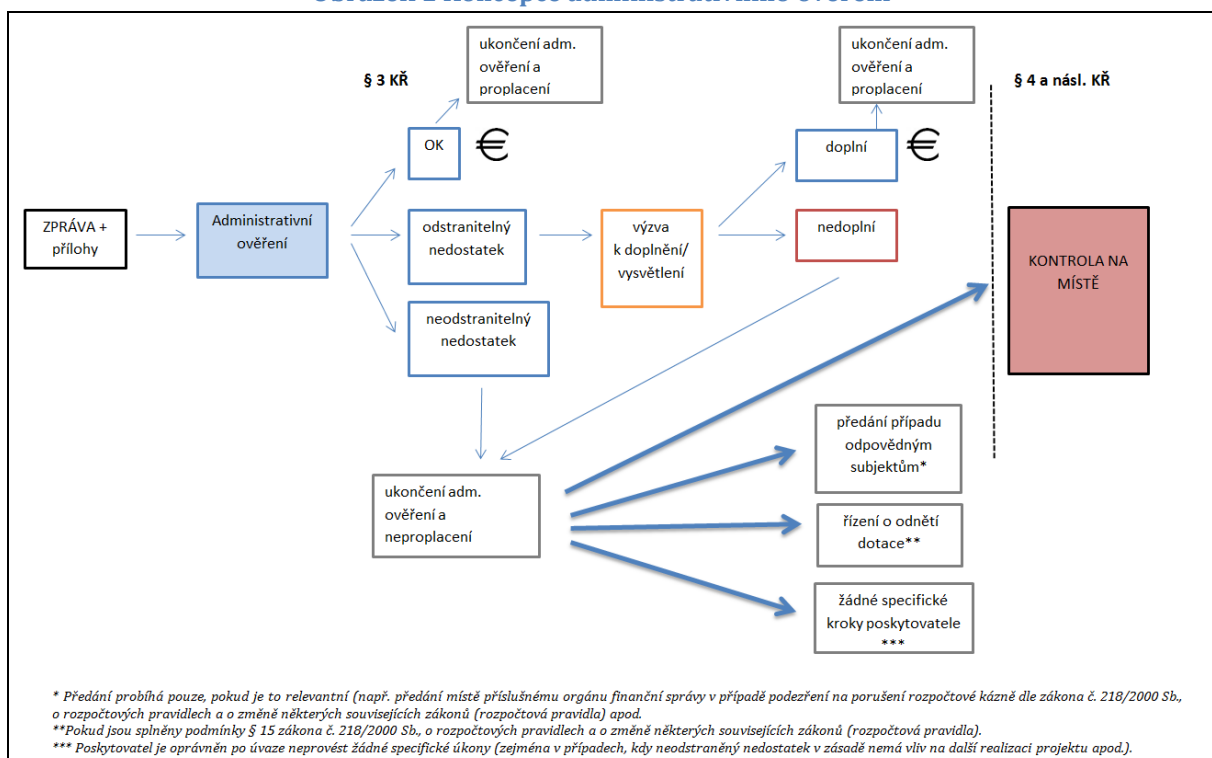 § 3 KŘ
ukončení adm.
ověření a
proplacení
ukončení adm.
ověření a
proplacení
§ 4 a násl. KŘ
OK
€
doplní
€
ZPRÁVA +
přílohy
Administrativní
ověření
odstranitelný
nedostatek
výzva
k doplnění/
vysvětlení
nedoplní
KONTROLA NA
MÍSTĚ
neodstranitelný
nedostatek
předání případu
odpovědným
subjektům*
ukončení adm.
ověření a
neproplacení
řízení o odnětí
dotace**
žádné specifické
kroky poskytovatele
***
* Předání probíhá pouze, pokud je to relevantní (např. předání místě příslušnému orgánu finanční správy v případě podezření na porušení rozpočtové kázně dle zákona č. 218/2000 Sb.,
o rozpočtových pravidlech a o změně některých souvisejících zákonů (rozpočtová pravidla) apod.
**Pokud jsou splněny podmínky § 15 zákona č. 218/2000 Sb., o rozpočtových pravidlech a o změně některých souvisejících zákonů (rozpočtová pravidla).
*** Poskytovatel je oprávněn po úvaze neprovést žádné specifické úkony (zejména v případech, kdy neodstraněný nedostatek v zásadě nemá vliv na další realizaci projektu apod.).